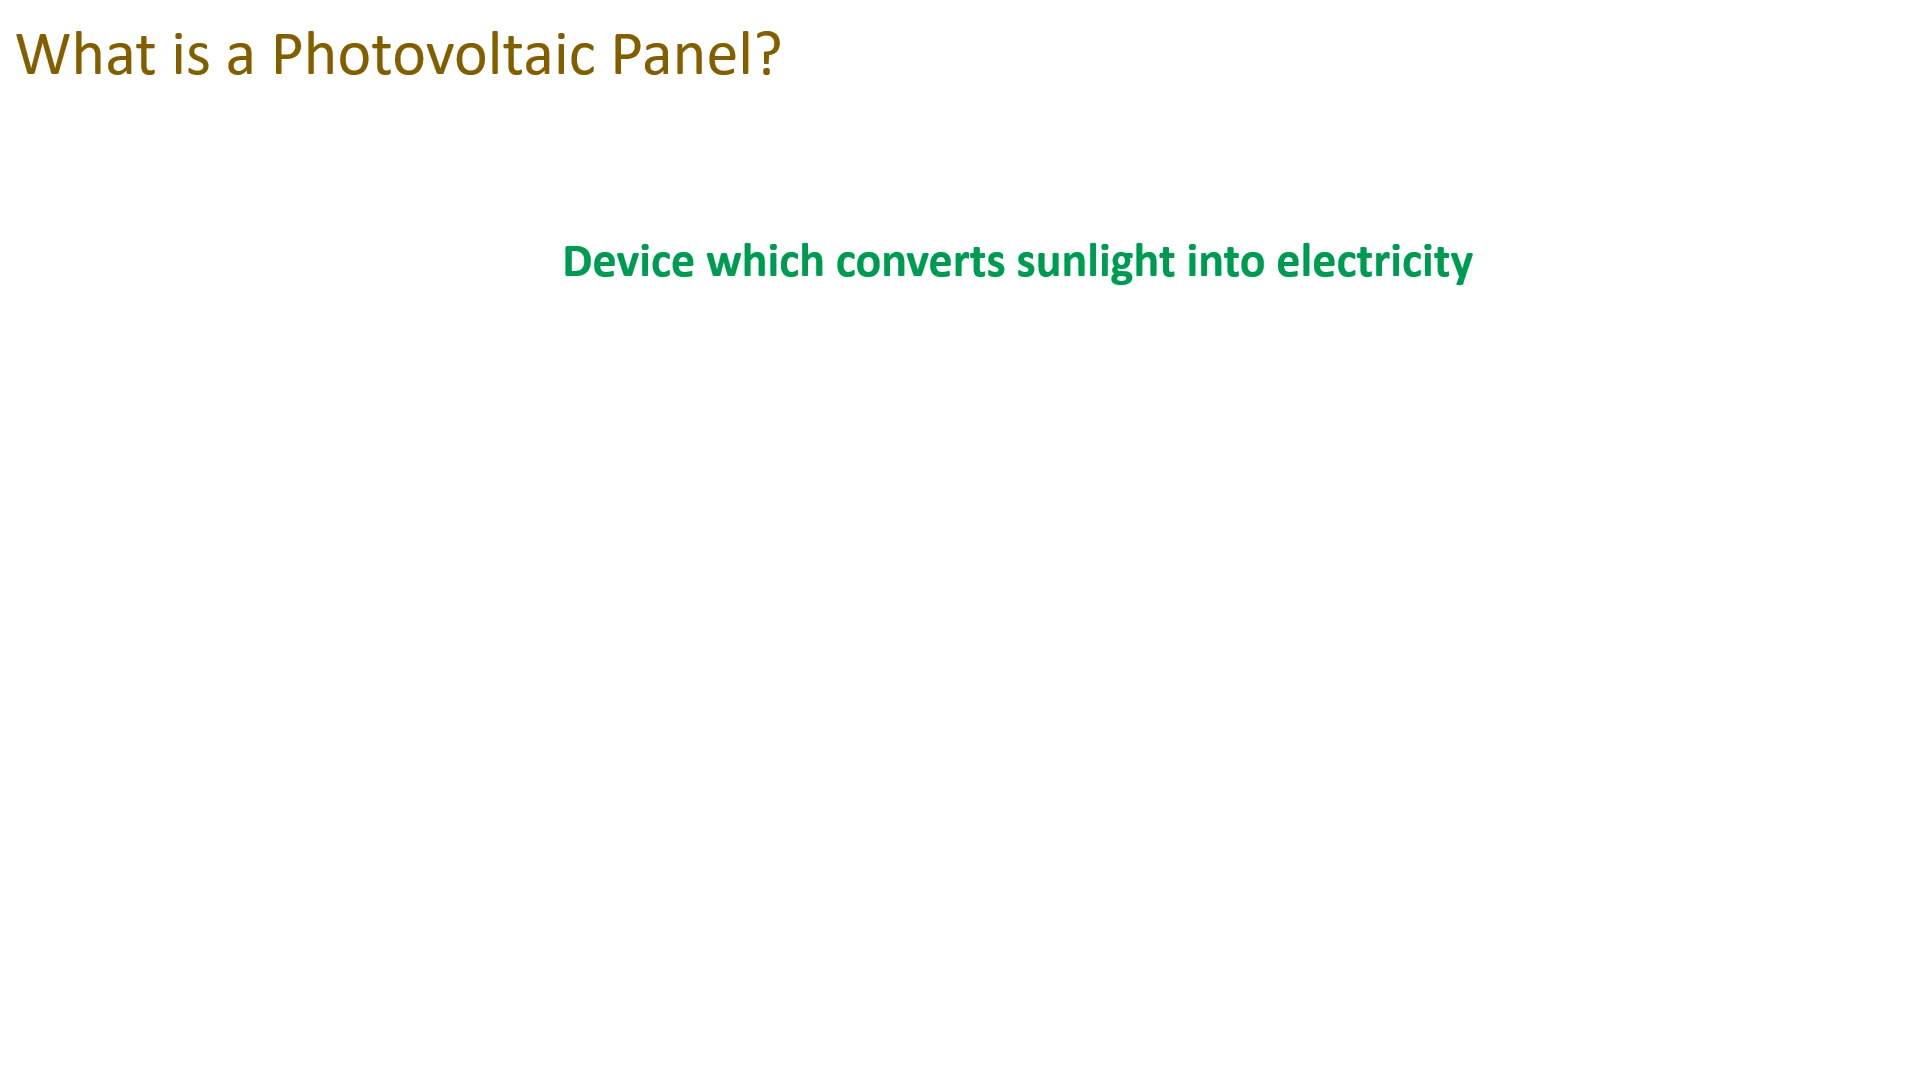 What is a Photovoltaic Panel?
Device which converts sunlight into electricity